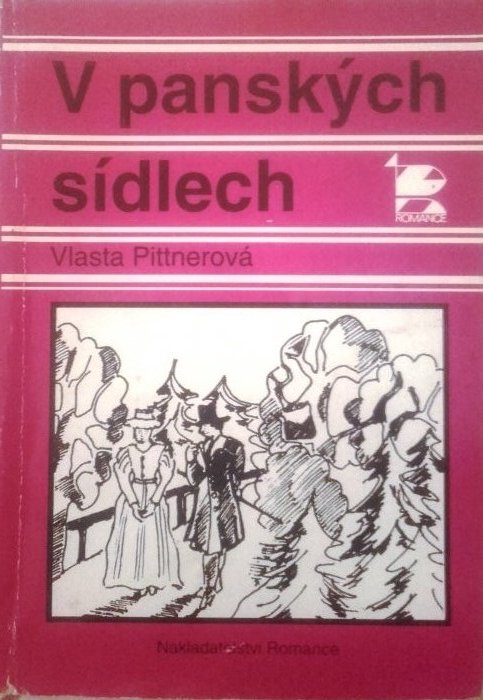 V panských
sídlech
ROMANCE
Vlasta Pittnerová
Nakladatelství Romance